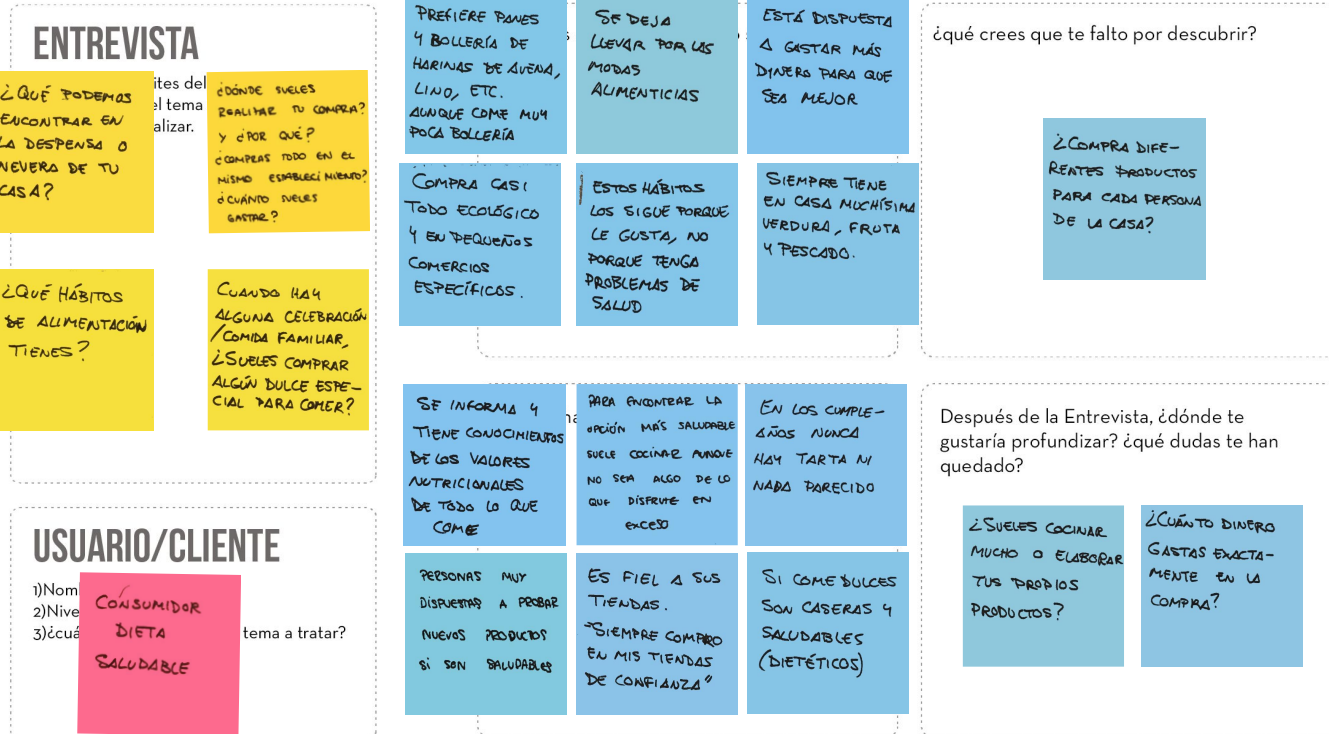 ENTREVISTA
ites del
el tema
alizar.
¿QUÉ PODEMOS
ENCONTRAR EN
LA DESPENSA O
NEVERA DE TU
CASA?
¿DÓNDE SUELES
REALIZAR TU COMPRA?
Y ¿POR QUÉ?
¿COMPRAS TODO EN EL
MISMO ESTABLECIMIENTO?
¿CUÁNTO SUELES
GASTAR?
¿QUÉ HÁBITOS
DE ALIMENTACIÓN
TIENES?
CUANDO HAY
ALGUNA CELEBRACIÓN
/COMIDA FAMILIAR,
¿SUELES COMPRAR
ALGÚN DULCE ESPE-
CIAL PARA COMER?
USUARIO/CLIENTE
1)Nom
2)Nive
3)¿cuá tema a tratar?
CONSUMIDOR
DIETA
SALUDABLE
PREFIERE PANES
Y BOLLERÍA DE
HARINAS DE AVENA,
LINO, ETC.
AUNQUE COME MUY
POCA BOLLERÍA
SE DEJA
LLEVAR POR LAS
MODAS
ALIMENTICIAS
ESTÁ DISPUESTA
A GASTAR MÁS
DINERO PARA QUE
SEA MEJOR
COMPRA CASI
TODO ECOLÓGICO
Y EN PEQUEÑOS
COMERCIOS
ESPECÍFICOS.
ESTOS HÁBITOS
LOS SIGUE PORQUE
LE GUSTA, NO
PORQUE TENGA
PROBLEMAS DE
SALUD
SIEMPRE TIENE
EN CASA MUCHÍSIMA
VERDURA, FRUTA
Y PESCADO.
SE INFORMA Y
TIENE CONOCIMIENTOS
DE LOS VALORES
NUTRICIONALES
DE TODO LO QUE
COME
PARA ENCONTRAR LA
OPCIÓN MÁS SALUDABLE
SUELE COCINAR AUNQUE
NO SEA ALGO DE LO
QUE DISFRUTE EN
EXCESO
EN LOS CUMPLE-
AÑOS NUNCA
HAY TARTA NI
NADA PARECIDO
PERSONAS MUY
DISPUESTAS A PROBAR
NUEVOS PRODUCTOS
SI SON SALUDABLES
ES FIEL A SUS
TIENDAS.
"SIEMPRE COMPRO
EN MIS TIENDAS
DE CONFIANZA"
SI COME DULCES
SON CASERAS Y
SALUDABLES
(DIETÉTICOS)
¿qué crees que te falto por descubrir?
¿COMPRA DIFE-
RENTES PRODUCTOS
PARA CADA PERSONA
DE LA CASA?
Después de la Entrevista, ¿dónde te
gustaría profundizar? ¿qué dudas te han
quedado?
¿SUELES COCINAR
MUCHO O ELABORAR
TUS PROPIOS
PRODUCTOS?
¿CUÁNTO DINERO
GASTAS EXACTA-
MENTE EN LA
COMPRA?